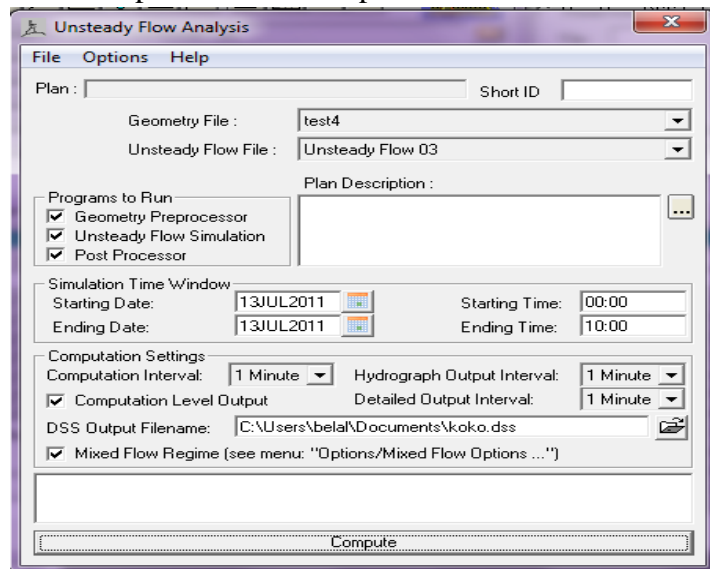 Unsteady Flow Analysis
File Options Help
Plan : Short ID
Geometry File : test4
Unsteady Flow File : Unsteady Flow 03
Plan Description :
Programs to Run
Geometry Preprocessor
Unsteady Flow Simulation
Post Processor
...
Simulation Time Window
Starting Date: 13JUL2011 Starting Time: 00:00
Ending Date: 13JUL2011 Ending Time: 10:00
Computation Settings
Computation Interval: 1 Minute Hydrograph Output Interval: 1 Minute
Computation Level Output Detailed Output Interval: 1 Minute
DSS Output Filename: C:\Users\belal\Documents\koko.dss
Mixed Flow Regime (see menu: "Options/Mixed Flow Options ...")
Compute